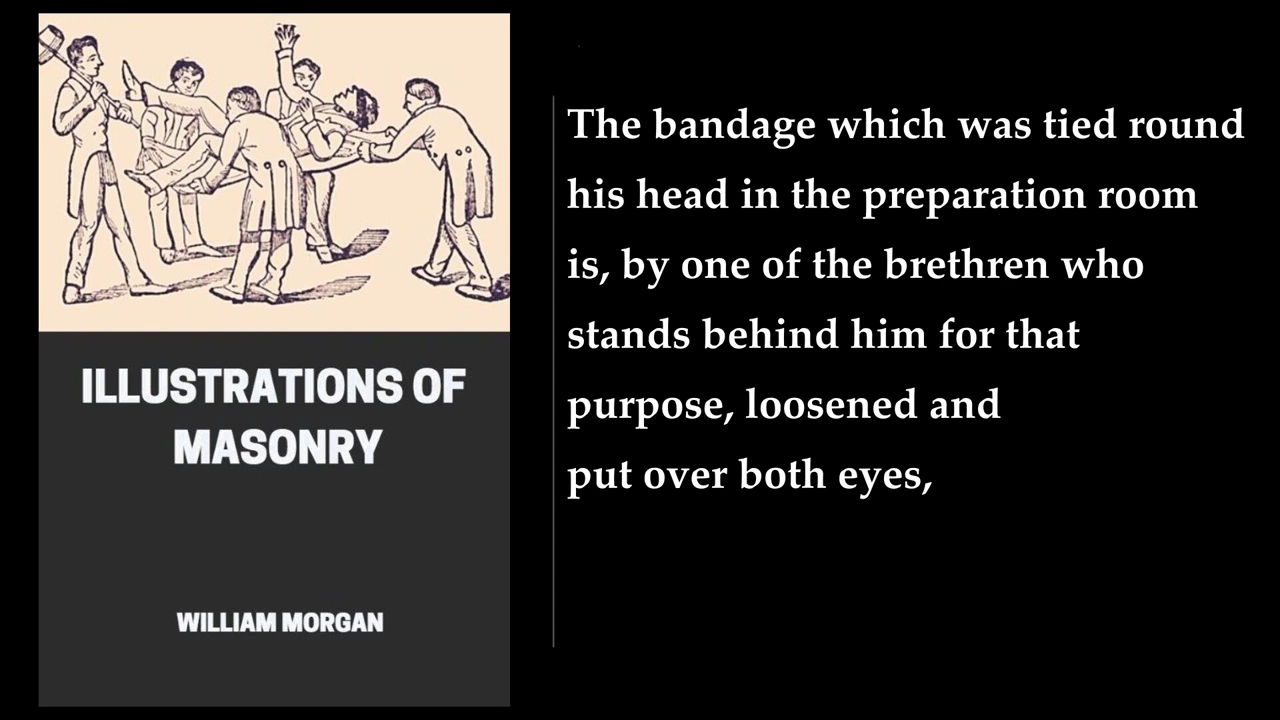 ILLUSTRATIONS OF
MASONRY
WILLIAM MORGAN
The bandage which was tied round
his head in the preparation room
is, by one of the brethren who
stands behind him for that
purpose, loosened and
put over both eyes,